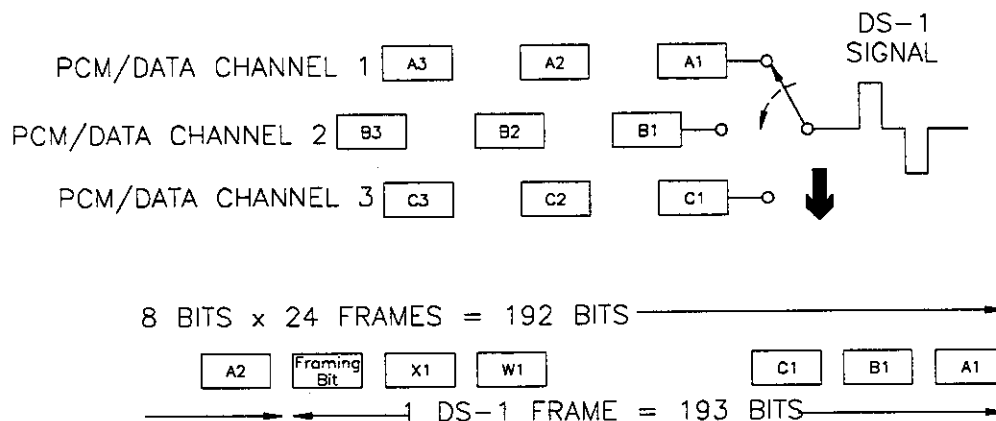 DS-1
SIGNAL
PCM/DATA CHANNEL 1 A3 A2 A1
PCM/DATA CHANNEL 2 B3 B2 B1
PCM/DATA CHANNEL 3 C3 C2 C1
8 BITS x 24 FRAMES = 192 BITS
A2 Framing Bit X1 W1 C1 B1 A1
1 DS-1 FRAME = 193 BITS